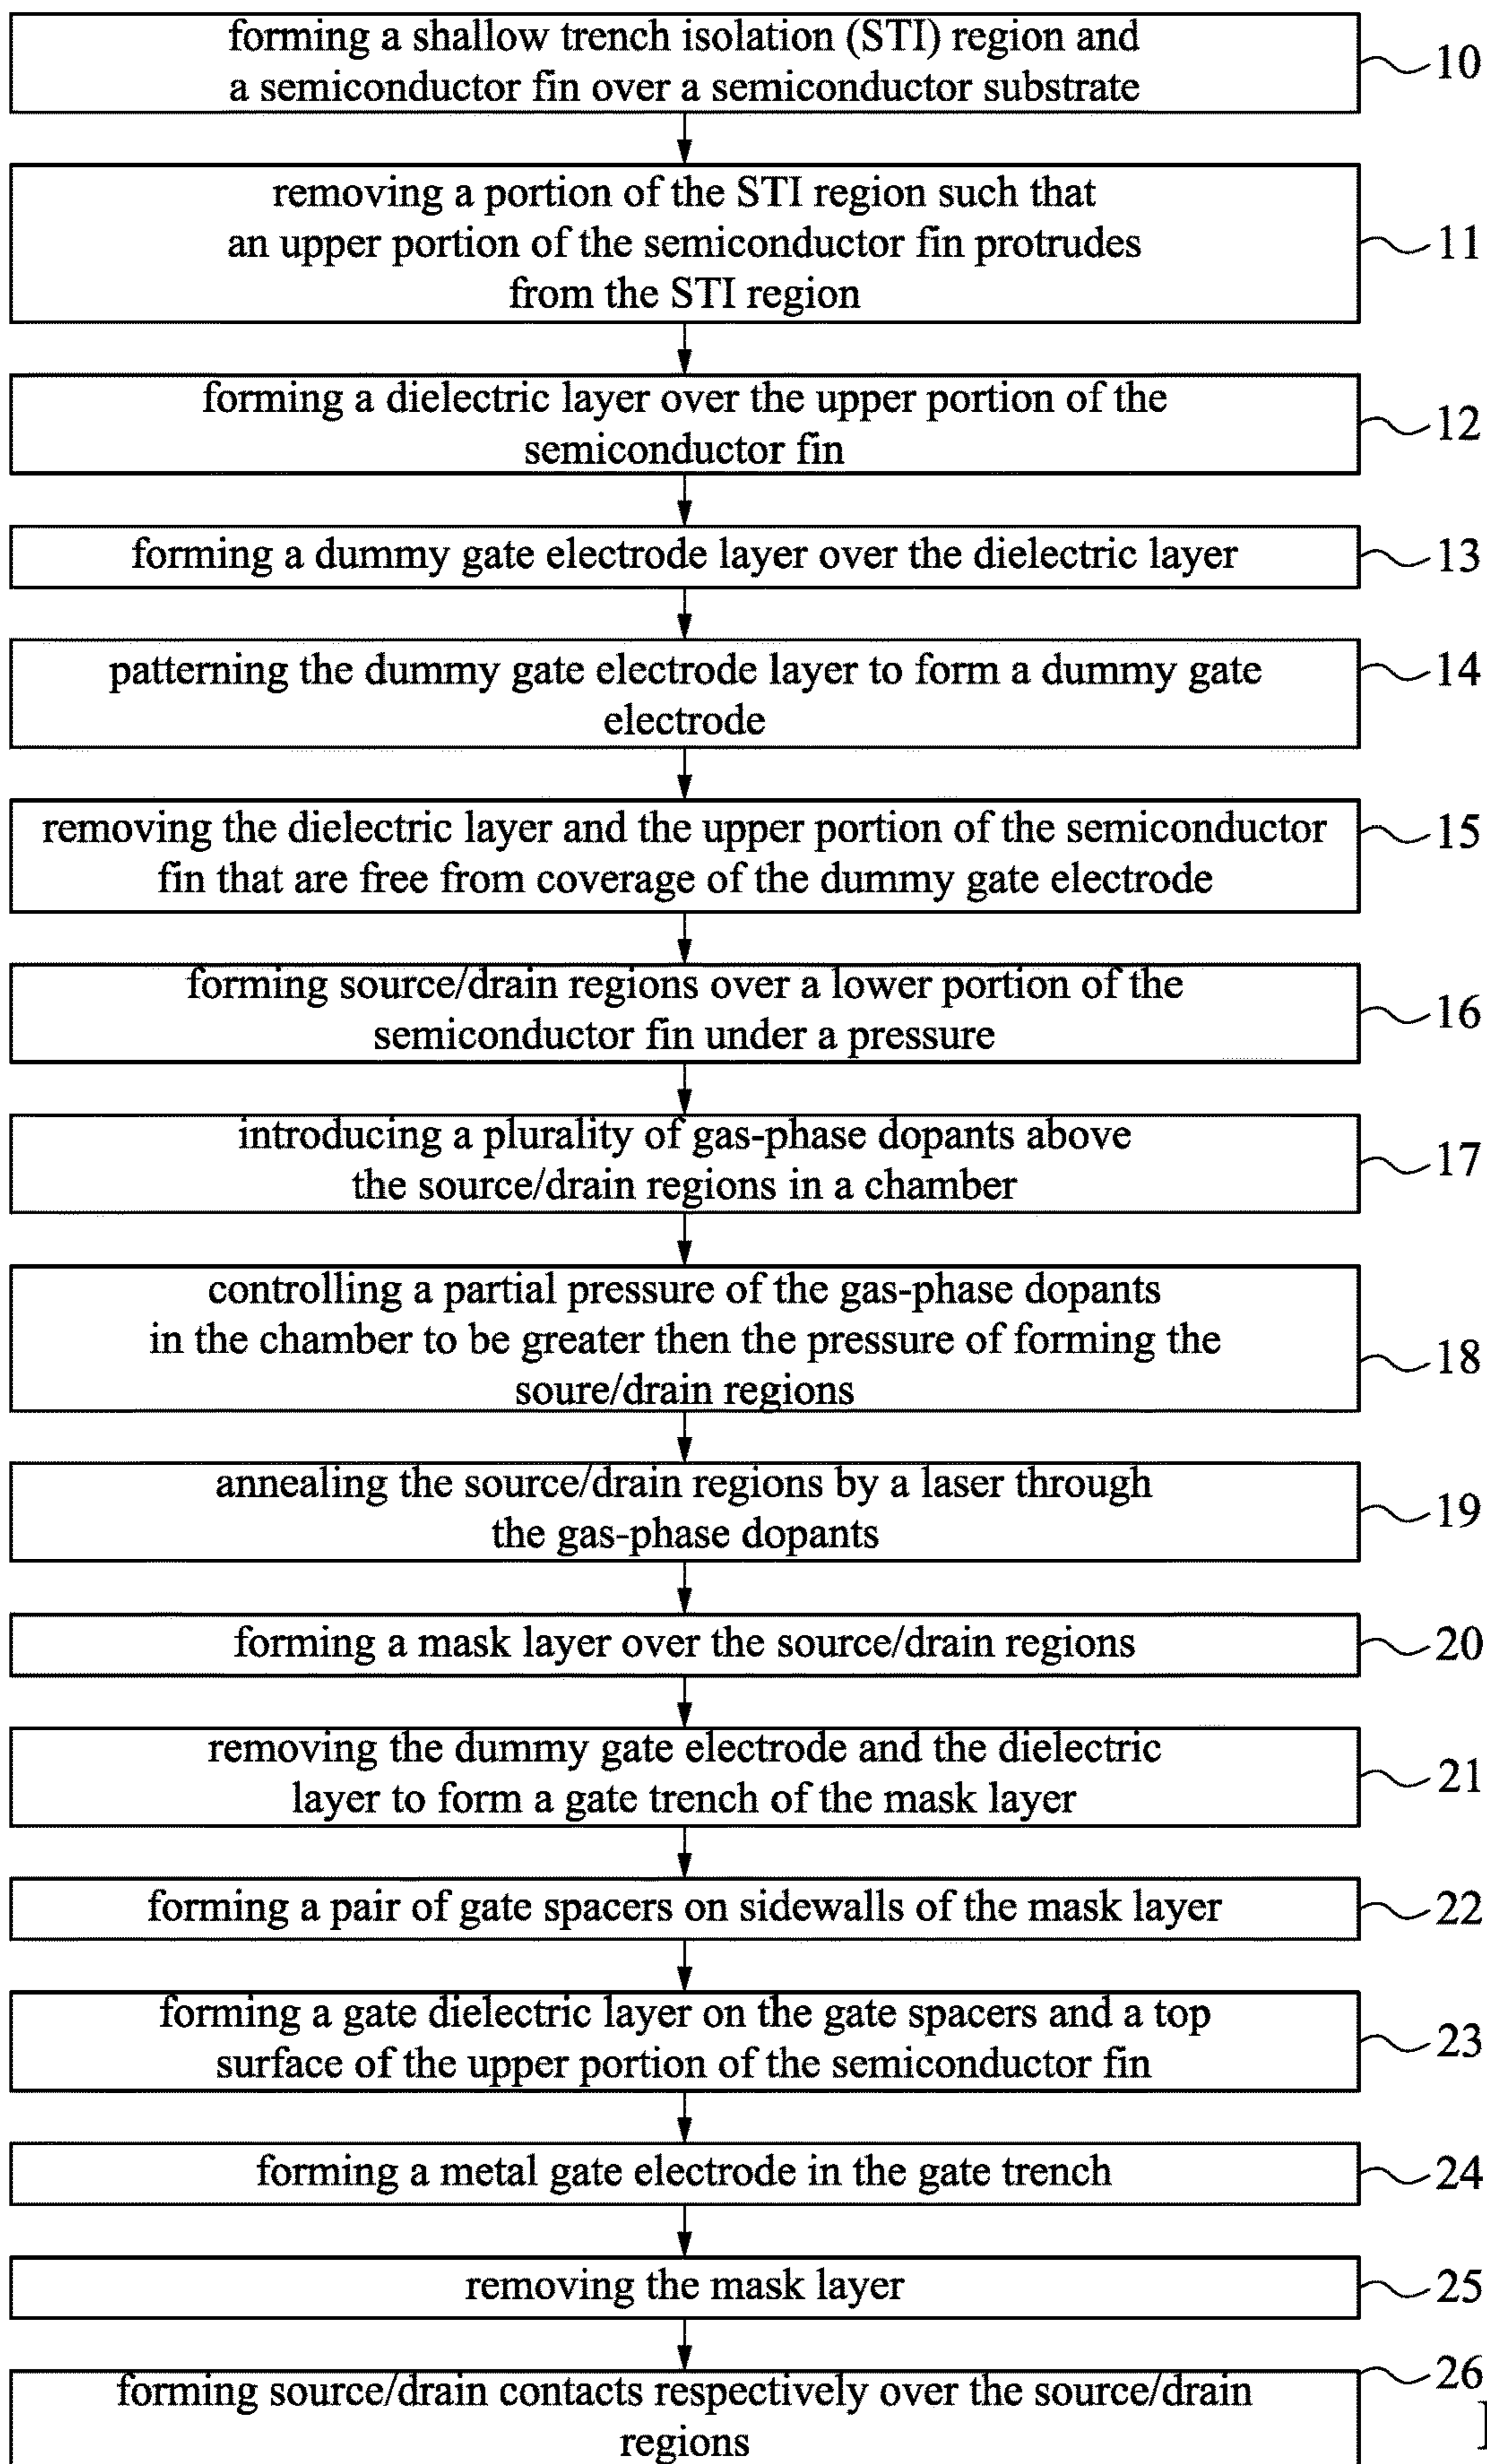 forming a shallow trench isolation (STI) region and
a semiconductor fin over a semiconductor substrate
10
removing a portion of the STI region such that
an upper portion of the semiconductor fin protrudes
from the STI region
11
forming a dielectric layer over the upper portion of the
semiconductor fin
12
forming a dummy gate electrode layer over the dielectric layer
13
patterning the dummy gate electrode layer to form a dummy gate
electrode
14
removing the dielectric layer and the upper portion of the semiconductor
fin that are free from coverage of the dummy gate electrode
15
forming source/drain regions over a lower portion of the
semiconductor fin under a pressure
16
introducing a plurality of gas-phase dopants above
the source/drain regions in a chamber
17
controlling a partial pressure of the gas-phase dopants
in the chamber to be greater then the pressure of forming the
soure/drain regions
18
annealing the source/drain regions by a laser through
the gas-phase dopants
19
forming a mask layer over the source/drain regions
20
removing the dummy gate electrode and the dielectric
layer to form a gate trench of the mask layer
21
forming a pair of gate spacers on sidewalls of the mask layer
22
forming a gate dielectric layer on the gate spacers and a top
surface of the upper portion of the semiconductor fin
23
forming a metal gate electrode in the gate trench
24
removing the mask layer
25
forming source/drain contacts respectively over the source/drain
regions
26